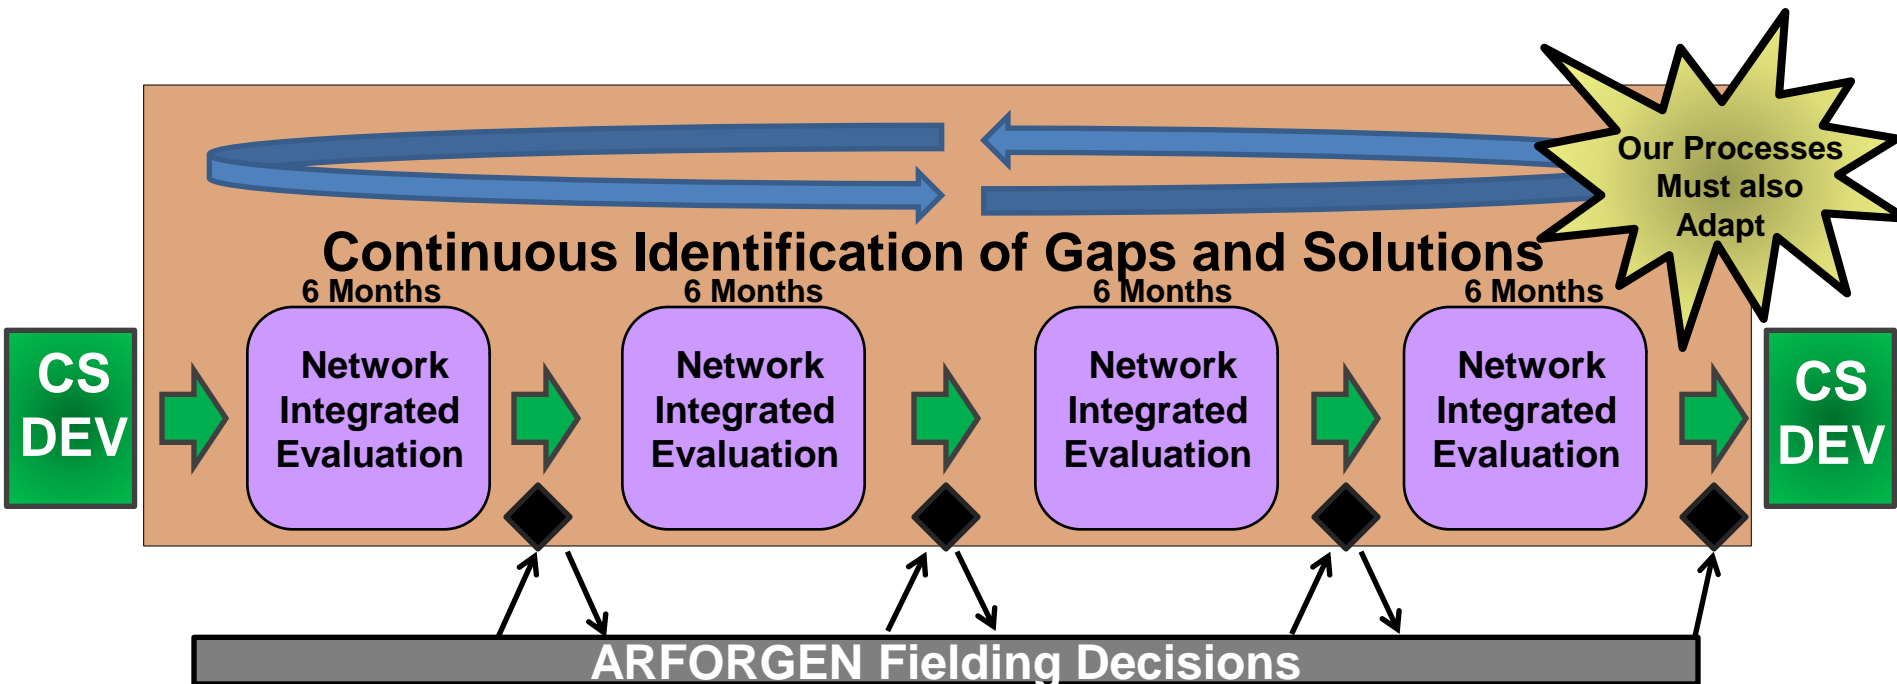 Our Processes
Must also
Adapt
Continuous Identification of Gaps and Solutions
6 Months
6 Months
6 Months
6 Months
CS
DEV
Network
Integrated
Evaluation
Network
Integrated
Evaluation
Network
Integrated
Evaluation
Network
Integrated
Evaluation
CS
DEV
ARFORGEN Fielding Decisions